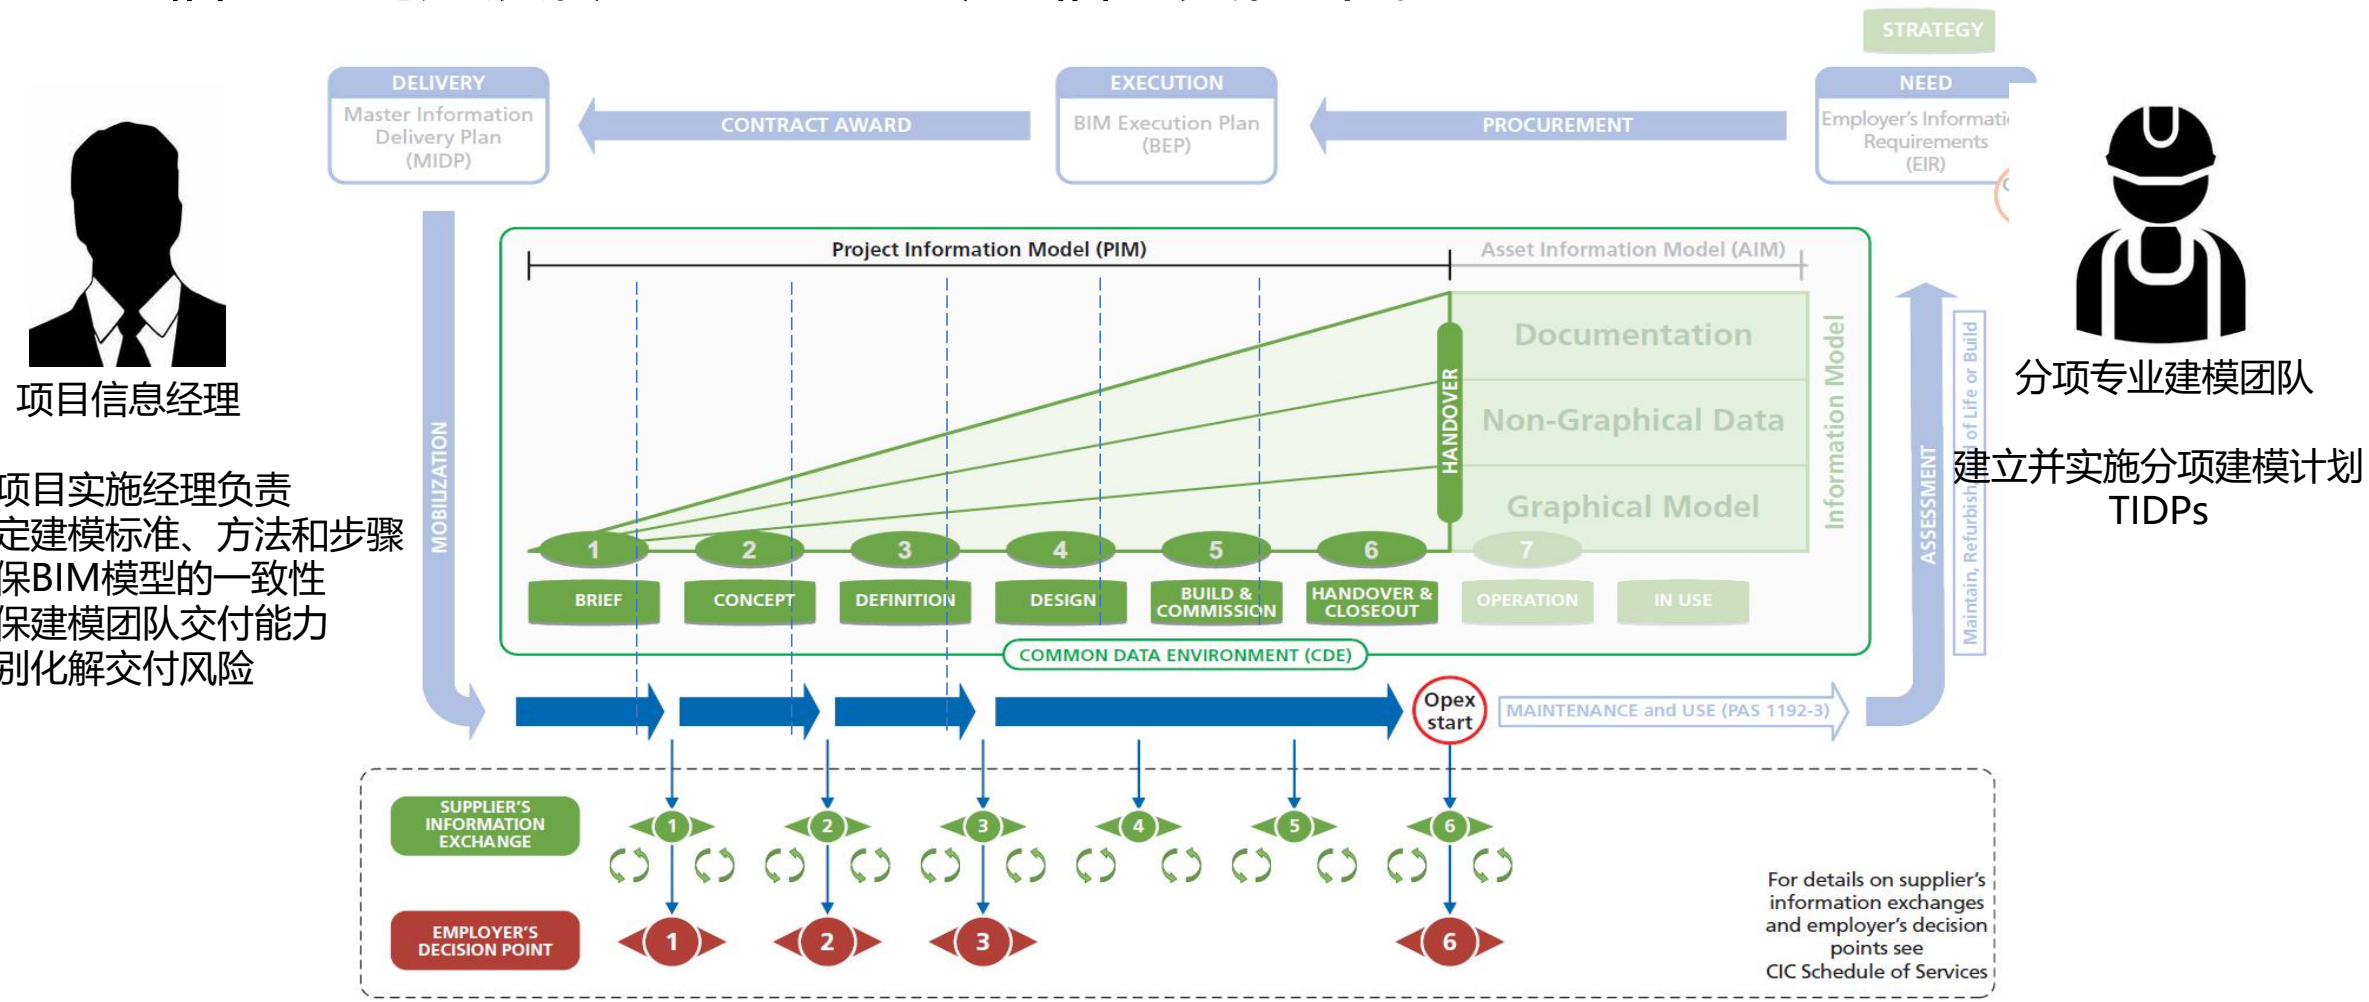 STRATEGY
DELIVERY
Master Information
Delivery Plan
(MIDP)
CONTRACT AWARD
EXECUTION
BIM Execution Plan
(BEP)
PROCUREMENT
NEED
Employer's Informati
Requirements
(EIR)
项目信息经理
项目实施经理负责
定建模标准、方法和步骤
保BIM模型的一致性
保建模团队交付能力
别化解交付风险
MOBILIZATION
Project Information Model (PIM)
Asset Information Model (AIM)
Documentation
Non-Graphical Data
Graphical Model
Information Model
HANDOVER
1
2
3
4
5
6
7
BRIEF
CONCEPT
DEFINITION
DESIGN
BUILD &
COMMISSION
HANDOVER &
CLOSEOUT
OPERATION
IN USE
COMMON DATA ENVIRONMENT (CDE)
ASSESSMENT
Maintain, Refurbish of Life or Build
分项专业建模团队
建立并实施分项建模计划
TIDPs
Opex
start
MAINTENANCE and USE (PAS 1192-3)
SUPPLIER'S
INFORMATION
EXCHANGE
1
2
3
4
5
6
EMPLOYER'S
DECISION POINT
1
2
3
6
For details on supplier's
information exchanges
and employer's decision
points see
CIC Schedule of Services